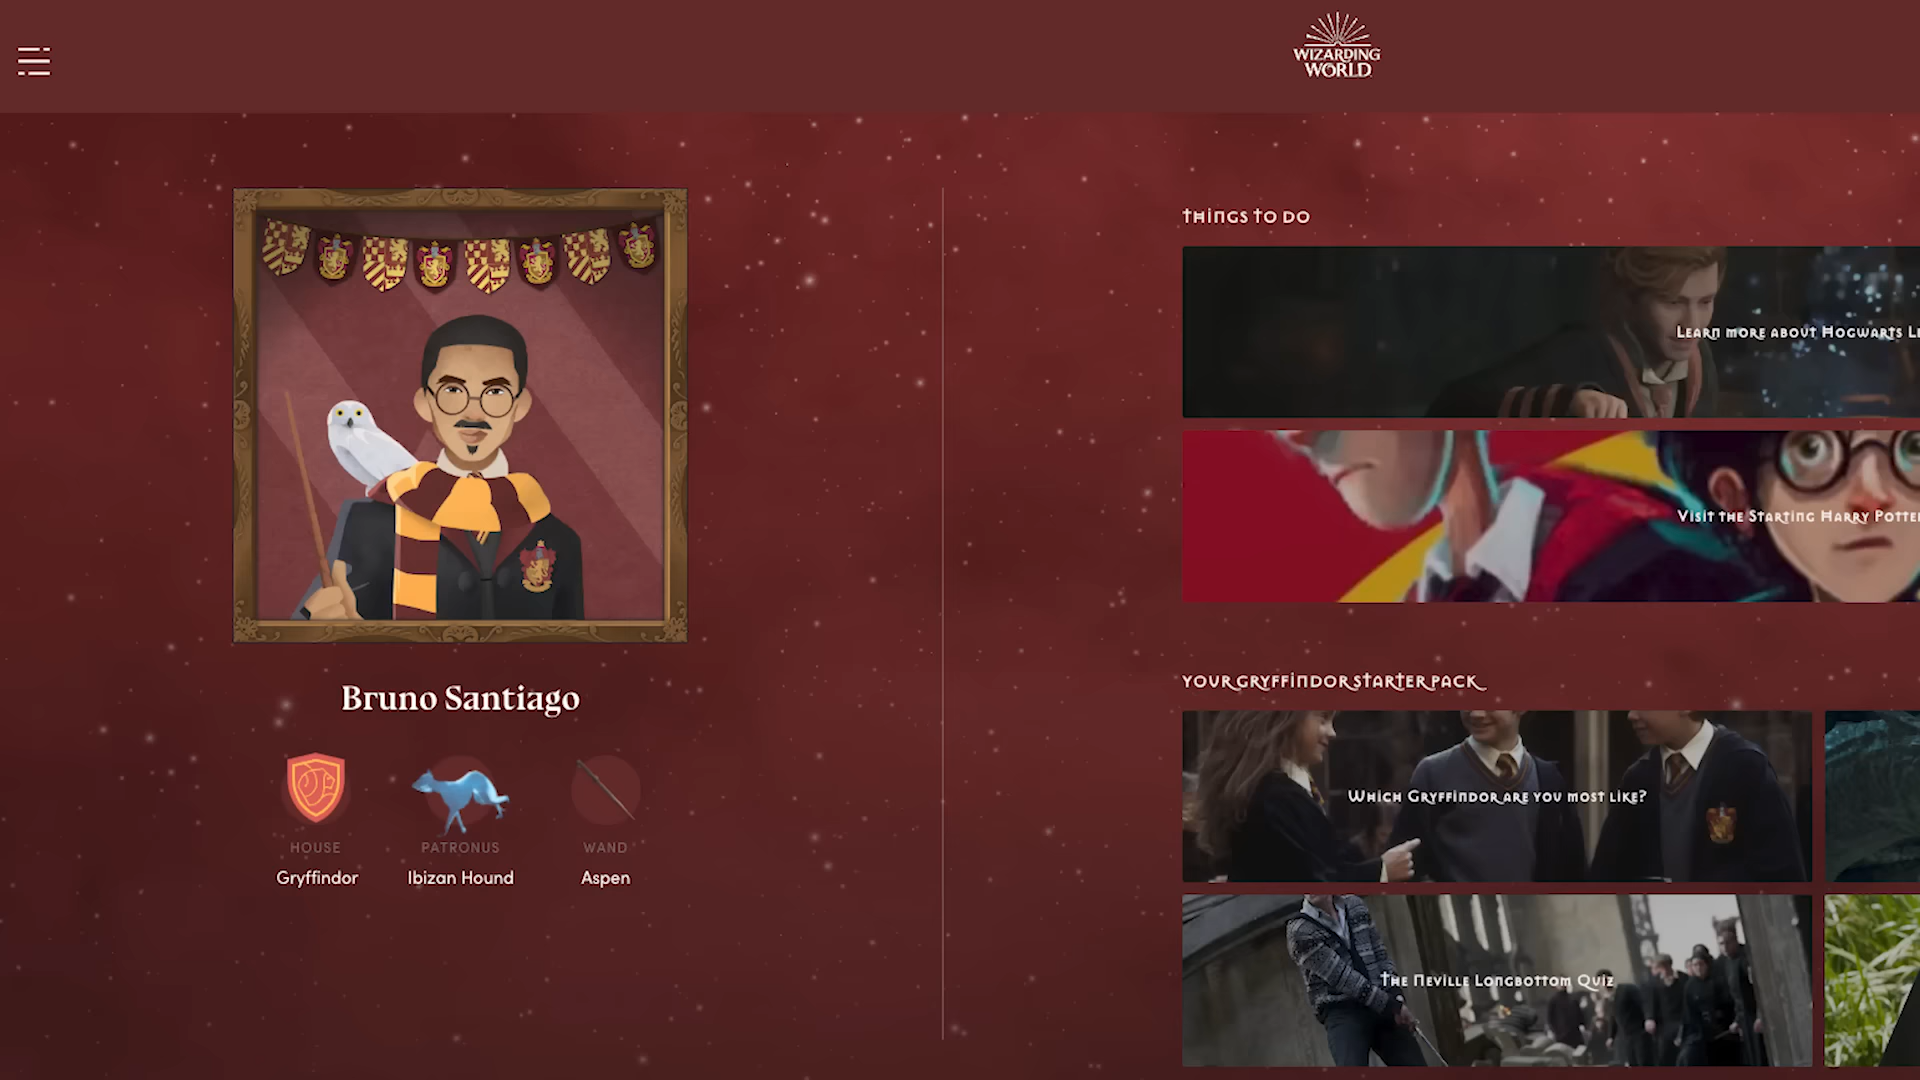 WIZARDING
WORLD
THINGS TO DO
LEARN MORE ABOUT HOGWARTS
VISIT THE STARTING HARRY
YOUR GRYFFINDOR STARTER PACK
WHICH GRYFFINDOR ARE YOU MOST LIKE?
THE NEVILLE LONGBOTTOM QUIZ
Bruno Santiago
HOUSE
Gryffindor
PATRONUS
Ibizan Hound
WAND
Aspen